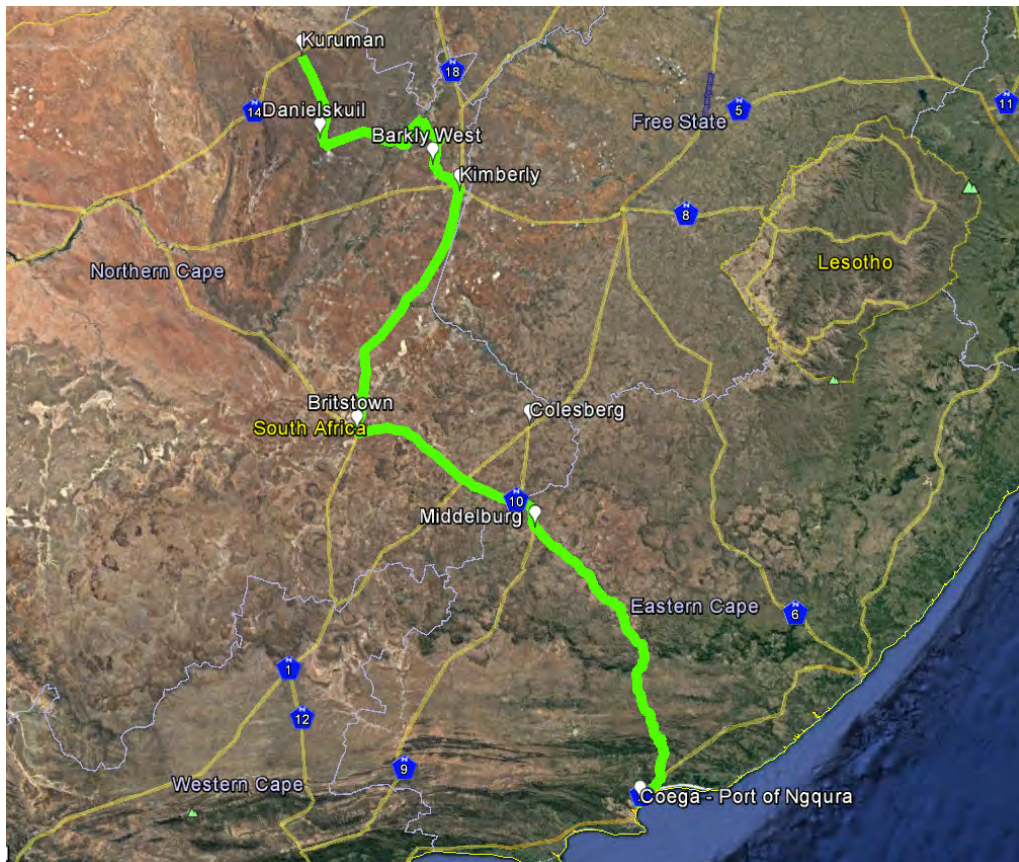 Kuruman
N
18
N
14
Danielskuil
N
5
N
11
Free State
Barkly West
Kimberly
N
8
Northern Cape
Lesotho
Britstown
Colesberg
South Africa
N
10
Middelburg
Eastern Cape
N
6
N
1
N
12
N
9
Western Cape
Coega - Port of Ngqura